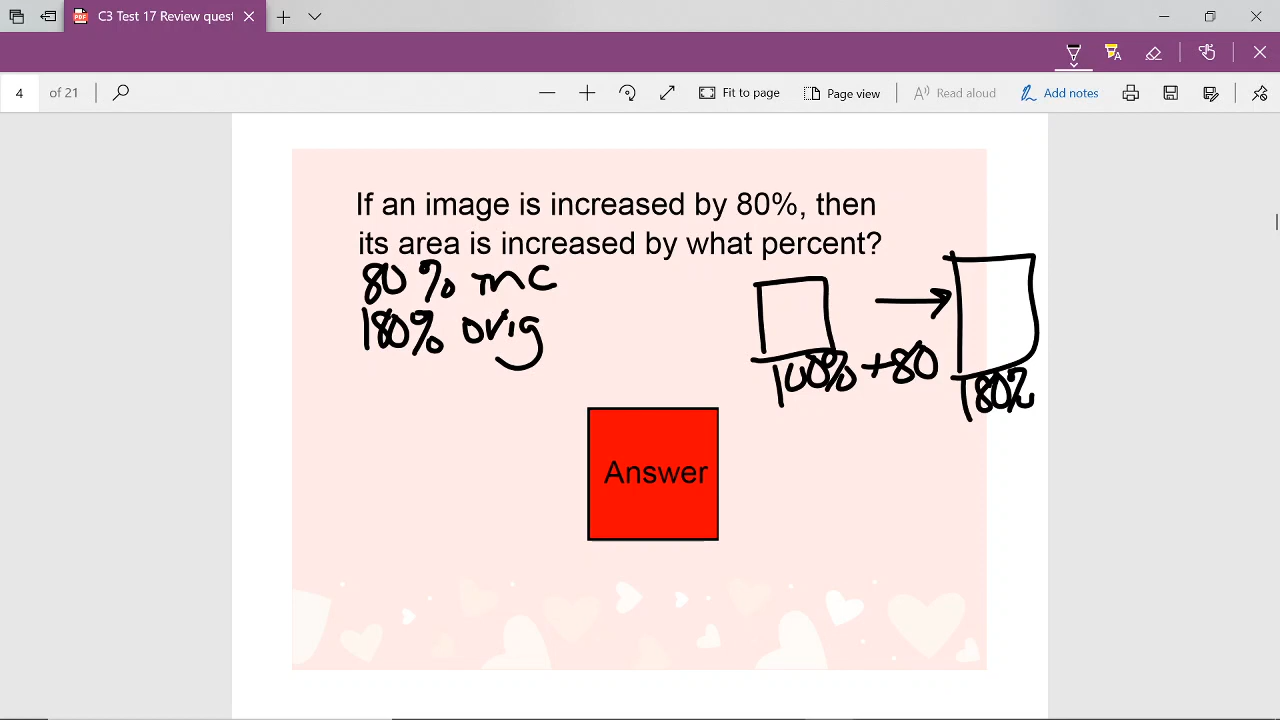 C3 Test 17 Review quest
4 of 21
Fit to page
Page view
Read aloud
Add notes
If an image is increased by 80%, then
its area is increased by what percent?
80% inc
180% orig
100% +80
180%
Answer